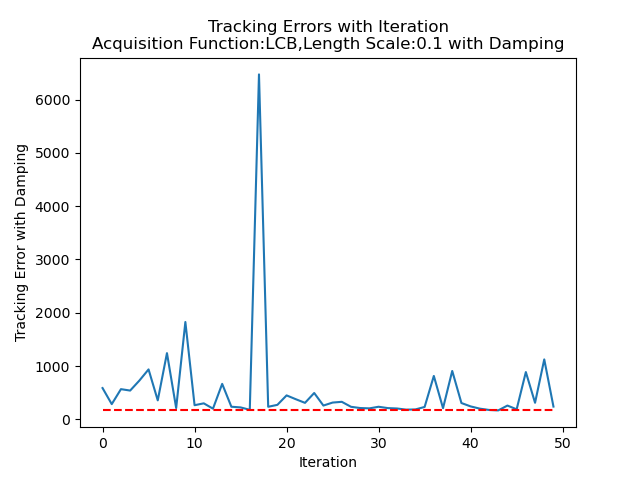 Tracking Errors with Iteration
Acquisition Function:LCB,Length Scale:0.1 with Damping
Tracking Error with Damping
6000
5000
4000
3000
2000
1000
0
0 10 20 30 40 50
Iteration